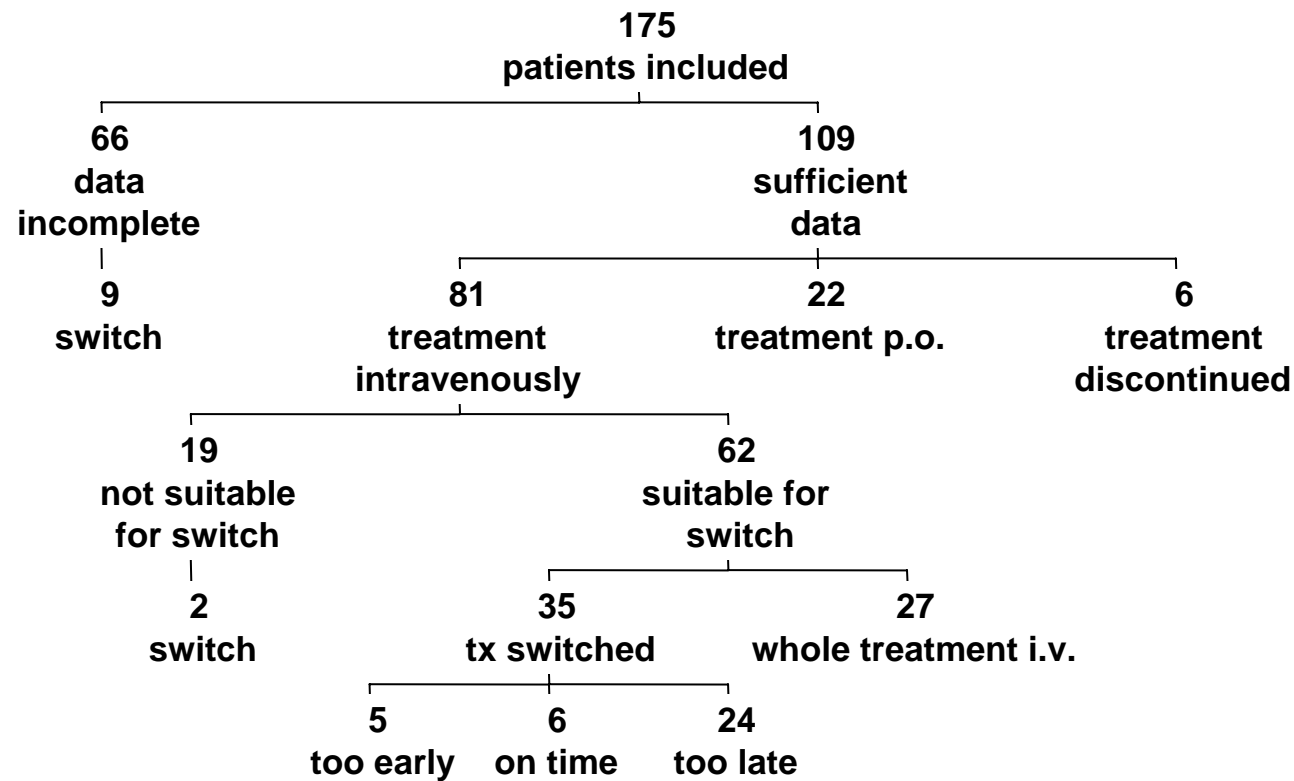 175
patients included
66
data
incomplete
109
sufficient
data
9
switch
81
treatment
intravenously
22
treatment p.o.
6
treatment
discontinued
19
not suitable
for switch
62
suitable for
switch
2
switch
35
tx switched
27
whole treatment i.v.
5
too early
6
on time
24
too late